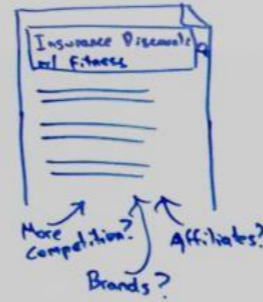 Insurance Discounts
w/ Fitness
More
Competition?
Brands?
Affiliates?